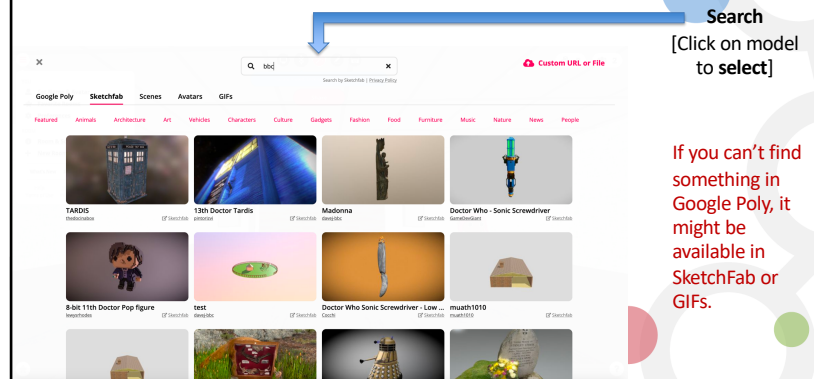 Search
[Click on model
to select]
bbc
Custom URL or File
Search by Sketchfab | Privacy Policy
Google Poly Sketchfab Scenes Avatars GIFs
Featured Animals Architecture Art Vehicles Characters Culture Gadgets Fashion Food Furniture Music Nature News People
TARDIS
Sketchfab
13th Doctor Tardis
Sketchfab
Madonna
Sketchfab
Doctor Who - Sonic Screwdriver
Sketchfab
8-bit 11th Doctor Pop figure
Sketchfab
test
Sketchfab
Doctor Who Sonic Screwdriver - Low ...
Sketchfab
muath1010
muath1010 Sketchfab
If you can't find
something in
Google Poly, it
might be
available in
SketchFab or
GIFs.